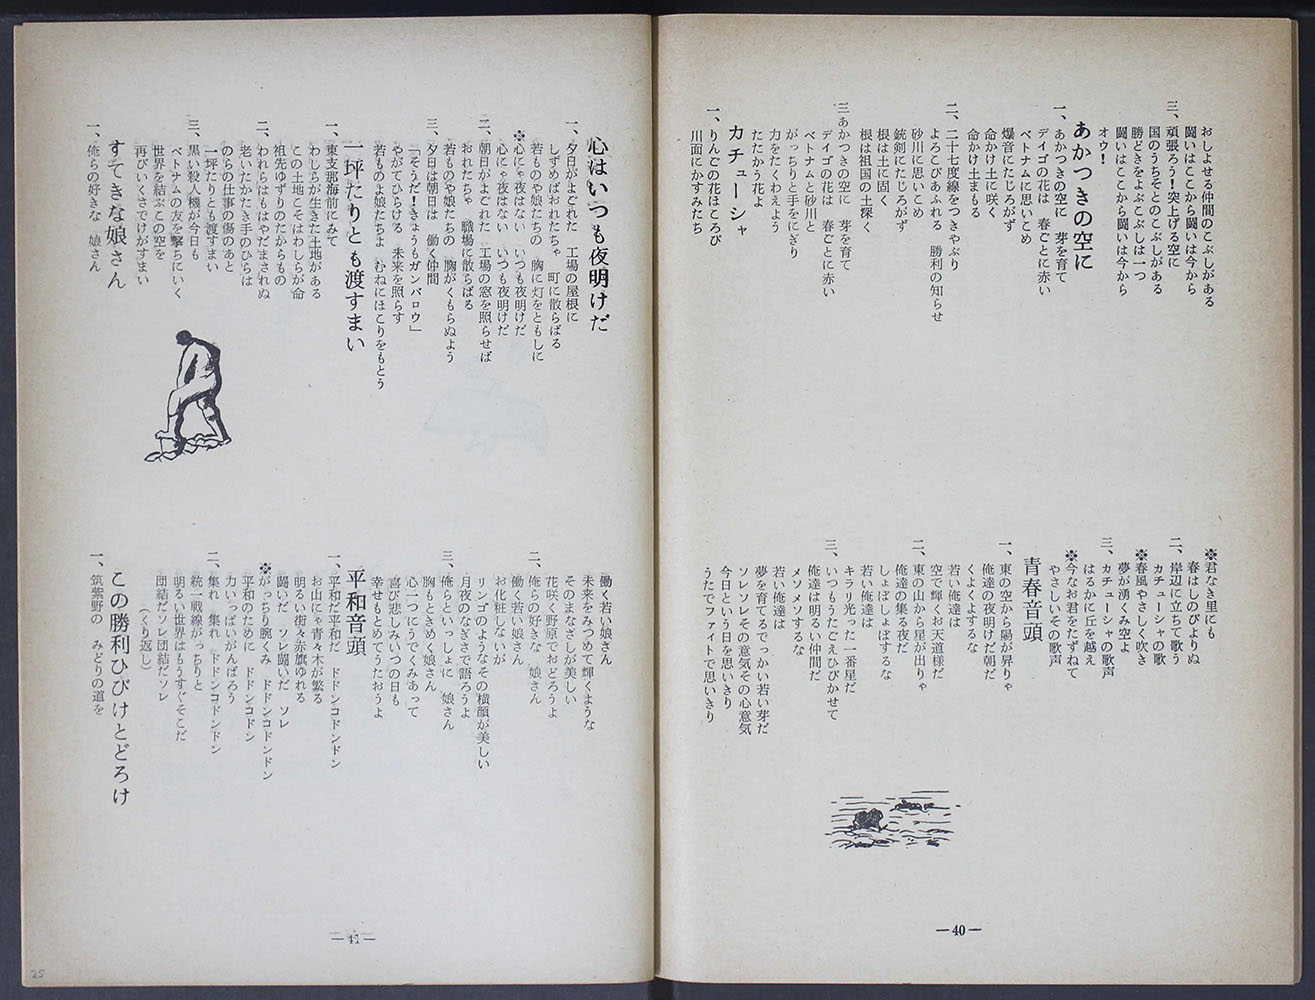 おしよせる仲間のこぶしがある
闘いはここから闘いは今から
三、頑張ろう!突上げる空に
国のうちそとのこぶしがある
勝どきをよぶこぶしは一つ
闘いはここから闘いは今から
オウ!
あかつきの空に
一、あかつきの空に 芽を育て
デイゴの花は 春ごとに赤い
ベトナムに思いこめ
爆音にたじろがず
命かけ土に咲く
命かけ土まもる
二、二十七度線をつきやぶり
よろこびあふれる 勝利の知らせ
砂川に思いこめ
銃剣にたじろがず
根は土に固く
根は祖国の土深く
三あかつきの空に 芽を育て
デイゴの花は 春ごとに赤い
ベトナムと砂川と
がっちりと手をにぎり
力をたくわえよう
たたかう花よ
カチューシャ
一、りんごの花ほころび
川面にかすみたち
※君なき里にも
春はしのびよりぬ
二、岸辺に立ちて歌う
カチューシャの歌
※春風やさしく吹き
夢が湧くみ空よ
三、カチューシャの歌声
はるかに丘を越え
※今なお君をたずねて
やさしいその歌声
青春音頭
一、東の空から陽が昇りゃ
俺達の夜明けだ朝だ
くよくよするな
若い俺達は
空で輝くお天道様だ
二、東の山から星が出りゃ
俺達の集る夜だ
しょぼしょぼするな
若い俺達は
キラリ光った一番星だ
三、いつもうたごえひびかせて
俺達は明るい仲間だ
メソメソするな
若い俺達は
夢を育てるでっかい若い芽だ
ソレソレその意気その心意気
今日という日を思いきり
うたでファイトで思いきり
―40―
心はいつも夜明けだ
一、夕日がよごれた 工場の屋根に
しずめばおれたちゃ 町に散らばる
若ものや娘たちの 胸に灯をともしに
※心にゃ夜はない いつも夜明けだ
心にゃ夜はない いつも夜明けだ
二、朝日がよごれた 工場の窓を照らせば
おれたちゃ 職場に散らばる
若ものや娘たちの 胸がくもらぬよう
三、夕日は朝日は 働く仲間
「そうだ!きょうもガンバロウ」
やがてひらける 未来を照らす
若ものよ娘たちよ むねにほこりをもとう
一坪たりとも渡すまい
一、東支那海前にみて
わしらが生きた土地がある
この土地こそはわしらが命
祖先ゆずりのたからもの
二、われらはもはやだまされぬ
老いたかたき手のひらは
のらの仕事の傷のあと
一坪たりとも渡すまい
三、黒い殺人機が今日も
ベトナムの友を撃ちにいく
世界を結ぶこの空を
再びいくさでけがすまい
すてきな娘さん
一、俺らの好きな 娘さん
働く若い娘さん
未来をみつめて輝くような
そのまなざしが美しい
花咲く野原でおどろうよ
二、俺らの好きな 娘さん
働く若い娘さん
お化粧しないが
リンゴのようなその横顔が美しい
月夜のなぎさで語ろうよ
三、俺らといっしょに 娘さん
胸もときめく娘さん
心一つにうでくみあって
喜び悲しみいつの日も
幸せもとめてうたおうよ
平和音頭
一、平和だ平和だ ドドンコドンドン
お山にゃ青々木が繁る
明るい街々赤旗ゆれる
闘いだ ソレ闘いだ ソレ
※がっちり腕くみ ドドンコドンドン
平和のために ドドンコドン
力いっぱいがんばろう
二、集れ 集れ ドドンコドンドン
統一戦線がっちりと
明るい世界はもうすぐそこだ
団結だソレ団結だソレ
(くり返し)
この勝利ひびけとどろけ
一、筑紫野の みどりの道を
―41―
25